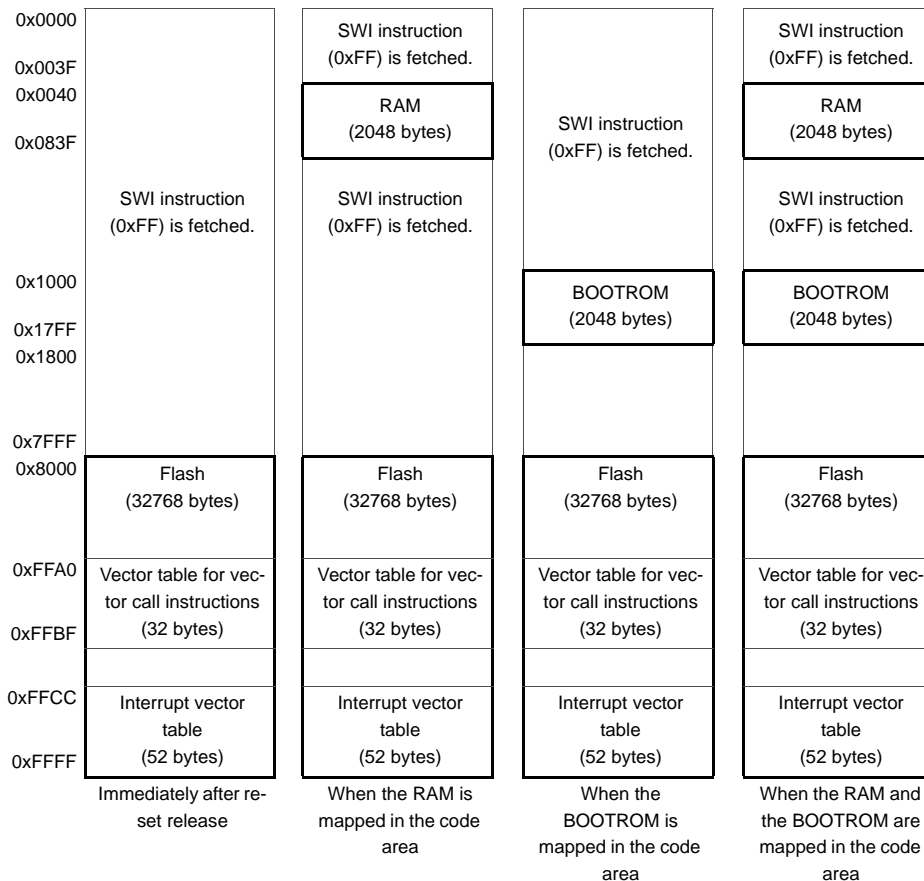 0x0000
0x003F
0x0040
0x083F
0x1000
0x17FF
0x1800
0x7FFF
0x8000
0xFFA0
0xFFBF
0xFFCC
0xFFFF
SWI instruction
(0xFF) is fetched.
Flash
(32768 bytes)
Vector table for vec-
tor call instructions
(32 bytes)
Interrupt vector
table
(52 bytes)
Immediately after re-
set release
SWI instruction
(0xFF) is fetched.
RAM
(2048 bytes)
SWI instruction
(0xFF) is fetched.
Flash
(32768 bytes)
Vector table for vec-
tor call instructions
(32 bytes)
Interrupt vector
table
(52 bytes)
When the RAM is
mapped in the code
area
SWI instruction
(0xFF) is fetched.
BOOTROM
(2048 bytes)
Flash
(32768 bytes)
Vector table for vec-
tor call instructions
(32 bytes)
Interrupt vector
table
(52 bytes)
When the
BOOTROM is
mapped in the code
area
SWI instruction
(0xFF) is fetched.
RAM
(2048 bytes)
SWI instruction
(0xFF) is fetched.
BOOTROM
(2048 bytes)
Flash
(32768 bytes)
Vector table for vec-
tor call instructions
(32 bytes)
Interrupt vector
table
(52 bytes)
When the RAM and
the BOOTROM are
mapped in the code
area